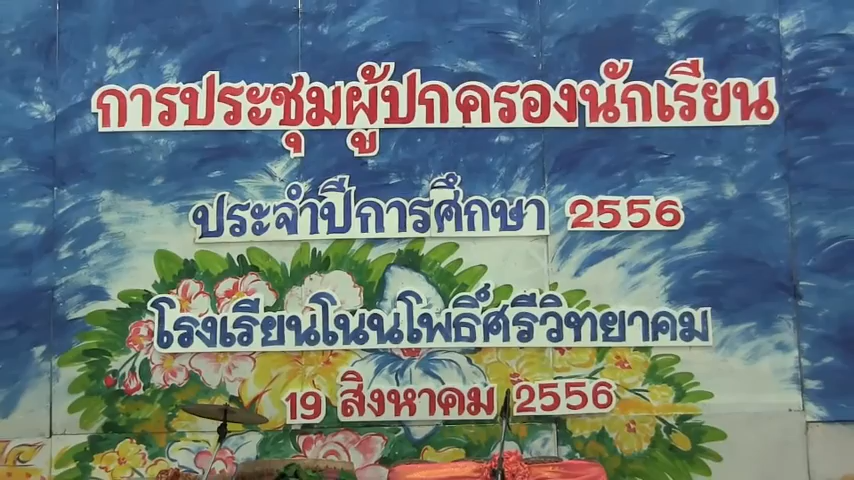 การประชุมผู้ปกครองนักเรียน
ประจำปีการศึกษา 2556
โรงเรียนโนนโพธิ์ศรีวิทยาคม
19 สิงหาคม 2556